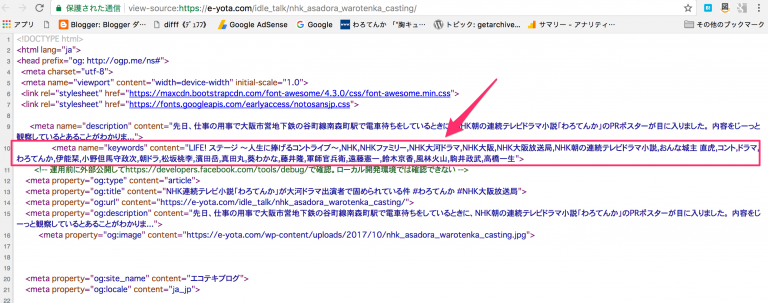 保護された通信 | view-source:https://e-yota.com/idle_talk/nhk_asadora_warotenka_casting/
アプリ Blogger: Blogger ダ… difff《ﾃﾞｭﾌﾌ》 Google AdSense Google わろてんか 「"胸キュ… トピック: getarchive… サマリー - アナリティ… その他のブックマーク
1 <!DOCTYPE html>
2 <html lang="ja">
3 <head prefix="og: http://ogp.me/ns#">
4 <meta charset="utf-8">
5 <meta name="viewport" content="width=device-width" initial-scale="1.0">
6 <link rel="stylesheet" href="https://maxcdn.bootstrapcdn.com/font-awesome/4.3.0/css/font-awesome.min.css">
7 <link rel="stylesheet" href="https://fonts.googleapis.com/earlyaccess/notosansjp.css">
8
9 <meta name="description" content="先日、仕事の用事で大阪市営地下鉄の谷町線南森町駅で電車待ちをしているときに、NHK朝の連続テレビドラマ小説「わろてんか」のPRポスターが目に入りました。 内容をじーっと
観察しているとあることがわかりま...">
10 <meta name="keywords" content="LIFE! ステージ ～人生に捧げるコントライブ～,NHK,NHKファミリー,NHK大河ドラマ,NHK大阪,NHK大阪放送局,NHK朝の連続テレビドラマ小説,おんな城主 直虎,コント,ドラマ,
わろてんか,伊能栞,小野但馬守政次,朝ドラ,松坂桃李,濱田岳,真田丸,葵わかな,藤井隆,軍師官兵衛,遠藤憲一,鈴木京香,風林火山,駒井政武,高橋一生">
11 <!-- 運用前に外部公開してhttps://developers.facebook.com/tools/debug/で確認。ローカル開発環境では確認できない -->
12 <meta property="og:type" content="article">
13 <meta property="og:title" content="NHK連続テレビ小説「わろてんか」が大河ドラマ出演者で固められている件 #わろてんか #NHK大阪放送局">
14 <meta property="og:url" content="https://e-yota.com/idle_talk/nhk_asadora_warotenka_casting/">
15 <meta property="og:description" content="先日、仕事の用事で大阪市営地下鉄の谷町線南森町駅で電車待ちをしているときに、NHK朝の連続テレビドラマ小説「わろてんか」のPRポスターが目に入りました。 内容をじ
ーっと観察しているとあることがわかりま...">
16 <meta property="og:image" content="https://e-yota.com/wp-content/uploads/2017/10/nhk_asadora_warotenka_casting.jpg">
17
18
19
20 <meta property="og:site_name" content="エコテキブログ">
21 <meta property="og:locale" content="ja_jp">